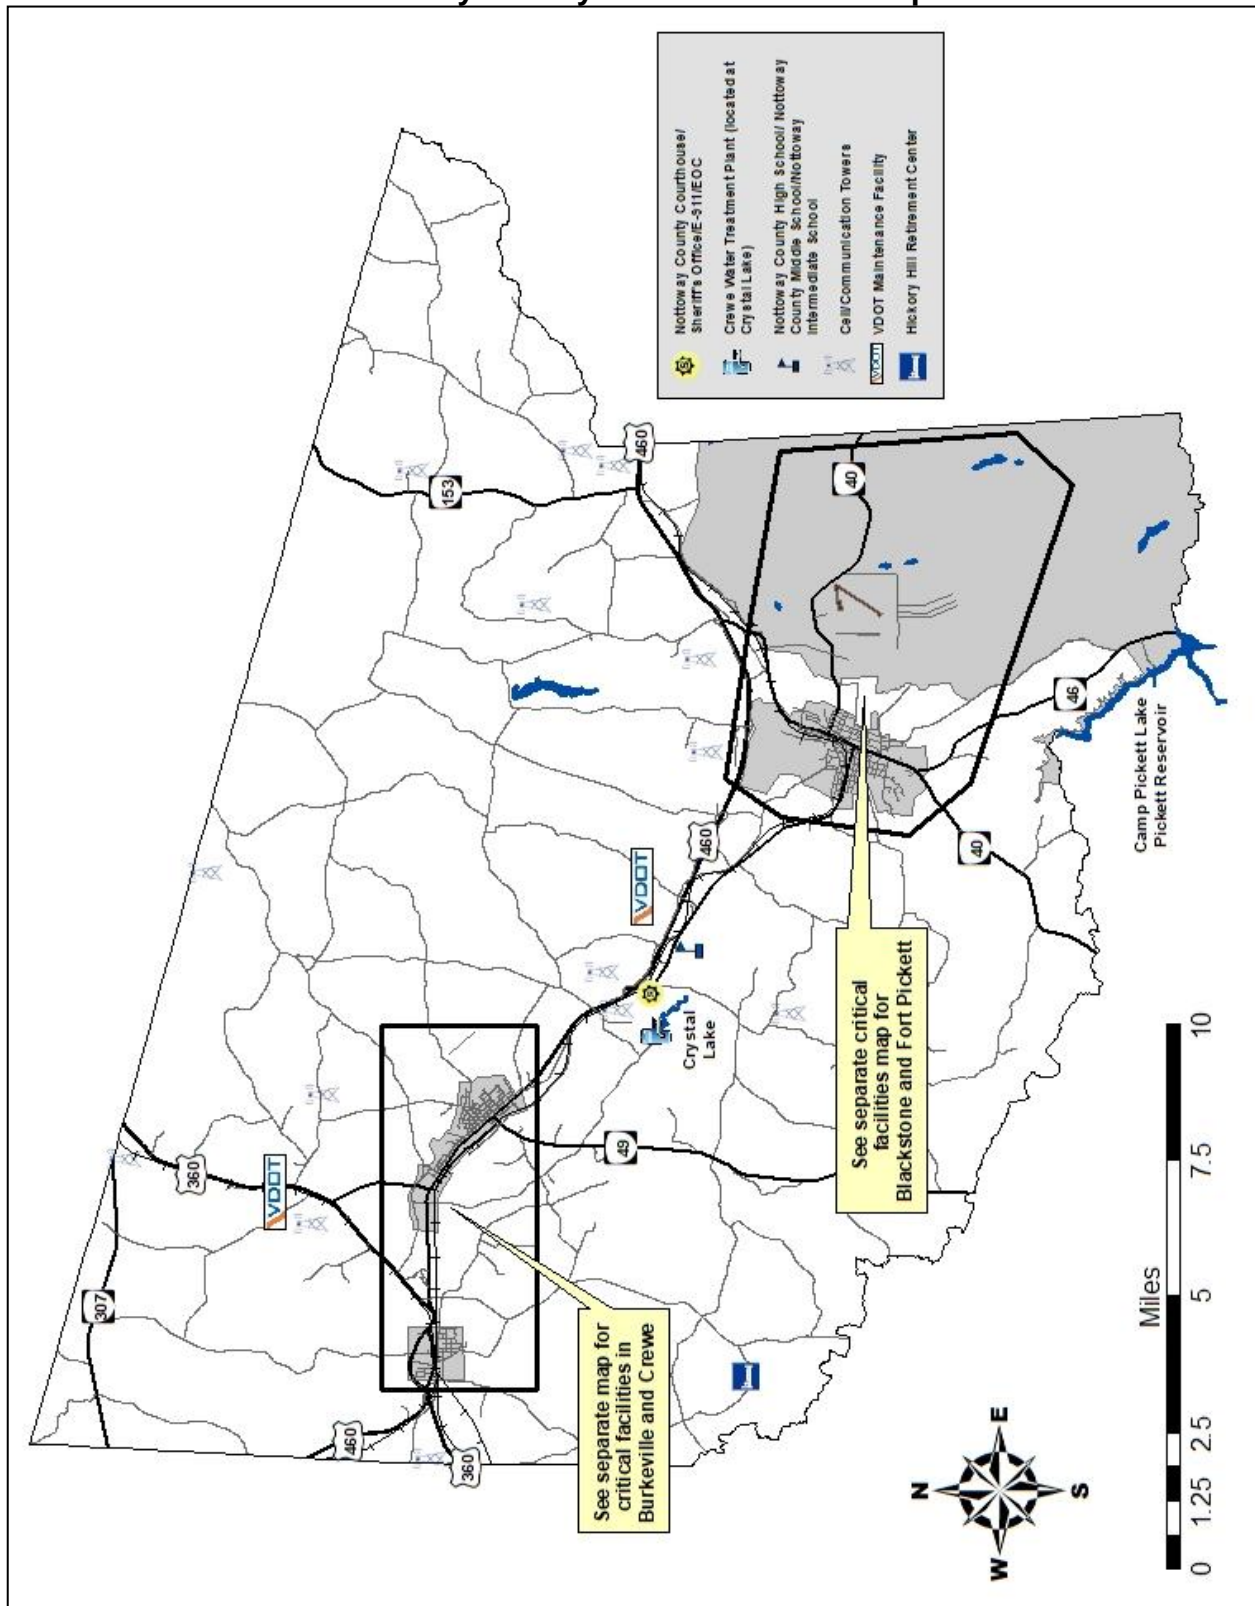 Nottoway County Courthouse/
Sheriff's Office/E-911/EOC
Crewe Water Treatment Plant (located at
Crystal Lake)
Nottoway County High School/ Nottoway
County Middle School/Nottoway
Intermediate School
Cell/Communication Towers
VDOT
VDOT Maintenance Facility
Hickory Hill Retirement Center
307
360
VDOT
153
460
360
460
49
VDOT
460
40
40
46
Crystal
Lake
Camp Pickett Lake
Pickett Reservoir
See separate map for
critical facilities in
Burkeville and Crewe
See separate critical
facilities map for
Blackstone and Fort Pickett
N
W
E
S
Miles
0 1.25 2.5 5 7.5 10